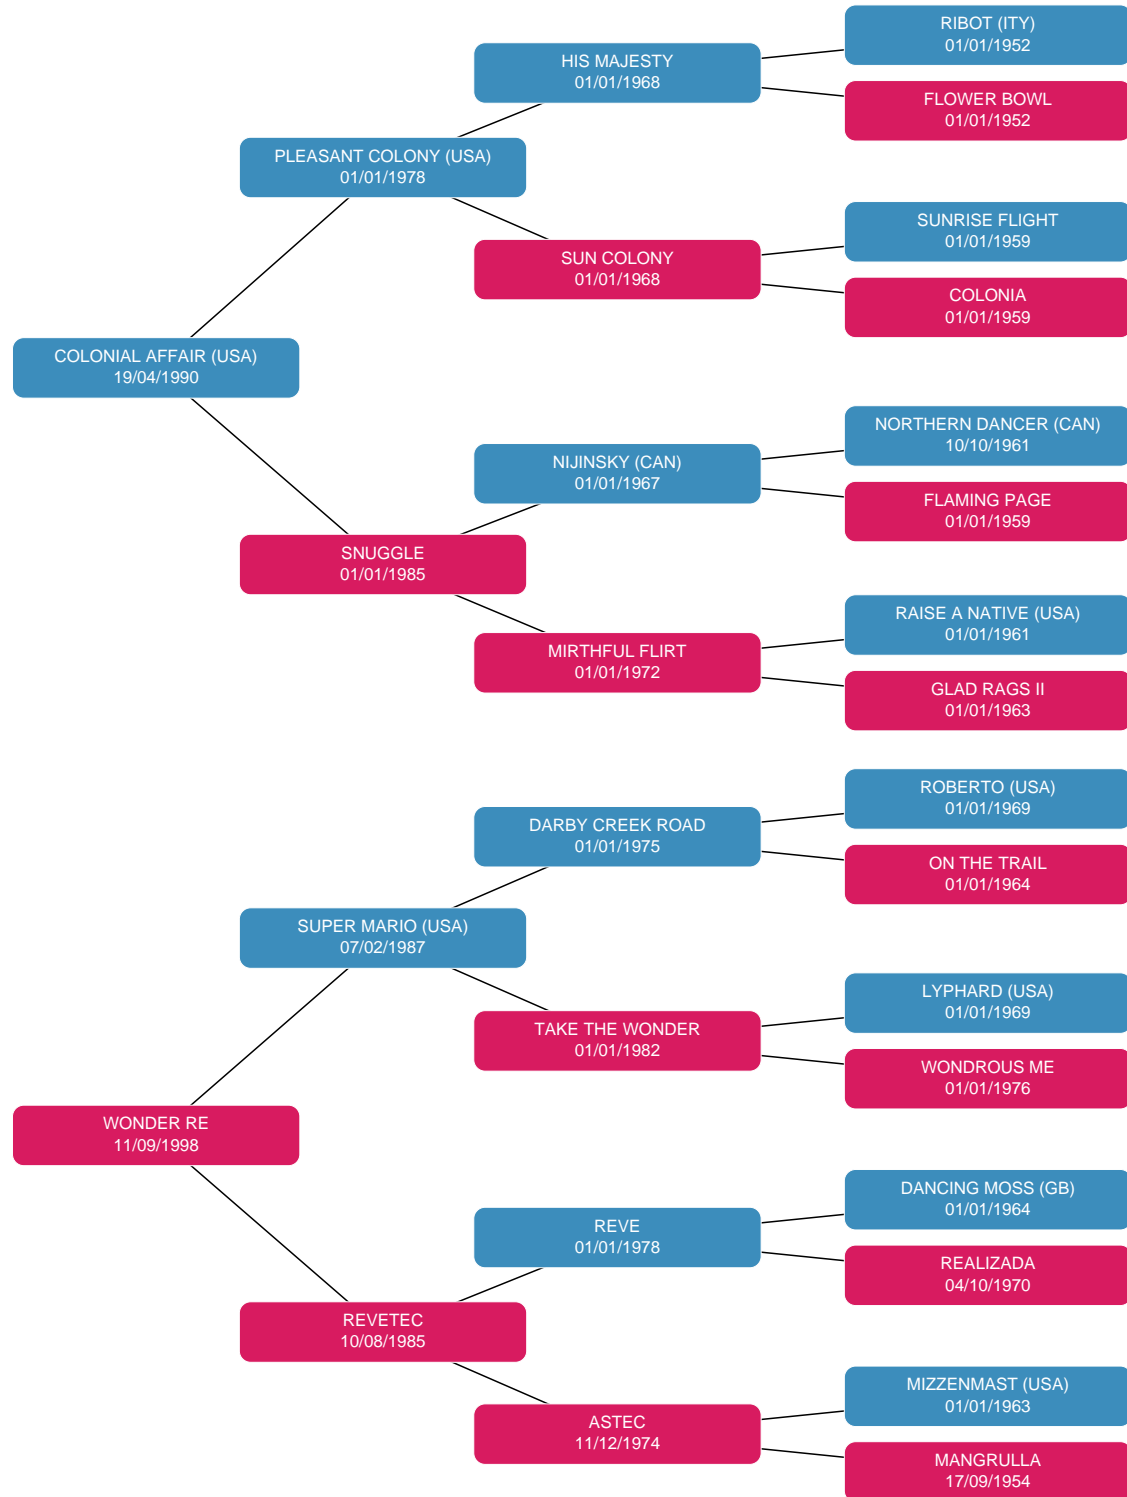 RIBOT (ITY)
01/01/1952
HIS MAJESTY
01/01/1968
FLOWER BOWL
01/01/1952
PLEASANT COLONY (USA)
01/01/1978
SUNRISE FLIGHT
01/01/1959
SUN COLONY
01/01/1968
COLONIA
01/01/1959
COLONIAL AFFAIR (USA)
19/04/1990
NORTHERN DANCER (CAN)
10/10/1961
NIJINSKY (CAN)
01/01/1967
FLAMING PAGE
01/01/1959
SNUGGLE
01/01/1985
RAISE A NATIVE (USA)
01/01/1961
MIRTHFUL FLIRT
01/01/1972
GLAD RAGS II
01/01/1963
ROBERTO (USA)
01/01/1969
DARBY CREEK ROAD
01/01/1975
ON THE TRAIL
01/01/1964
SUPER MARIO (USA)
07/02/1987
LYPHARD (USA)
01/01/1969
TAKE THE WONDER
01/01/1982
WONDROUS ME
01/01/1976
WONDER RE
11/09/1998
DANCING MOSS (GB)
01/01/1964
REVE
01/01/1978
REALIZADA
04/10/1970
REVETEC
10/08/1985
MIZZENMAST (USA)
01/01/1963
ASTEC
11/12/1974
MANGRULLA
17/09/1954